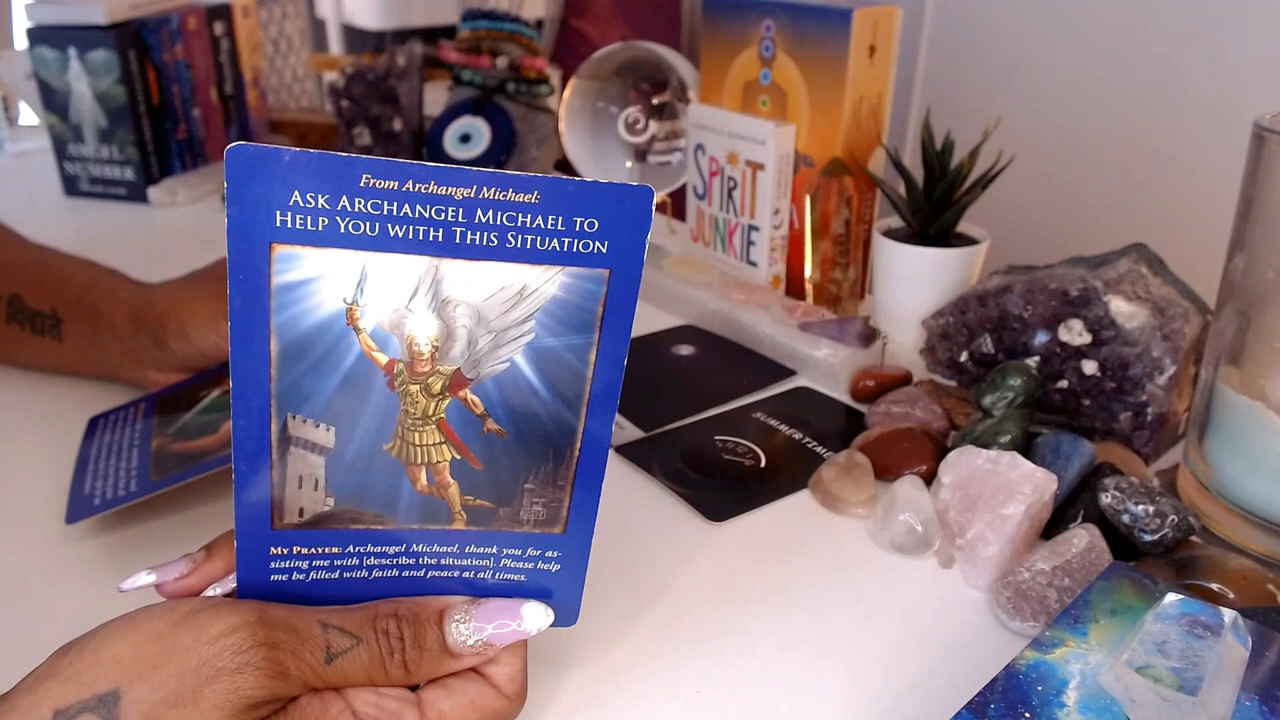 From Archangel Michael:
ASK ARCHANGEL MICHAEL TO
HELP YOU WITH THIS SITUATION
MY PRAYER: Archangel Michael, thank you for as-
sisting me with [describe the situation]. Please help
me be filled with faith and peace at all times.
ANGEL
NUMBER
SPIRIT
JUNKIE
SUMMERTIME
विद्यते